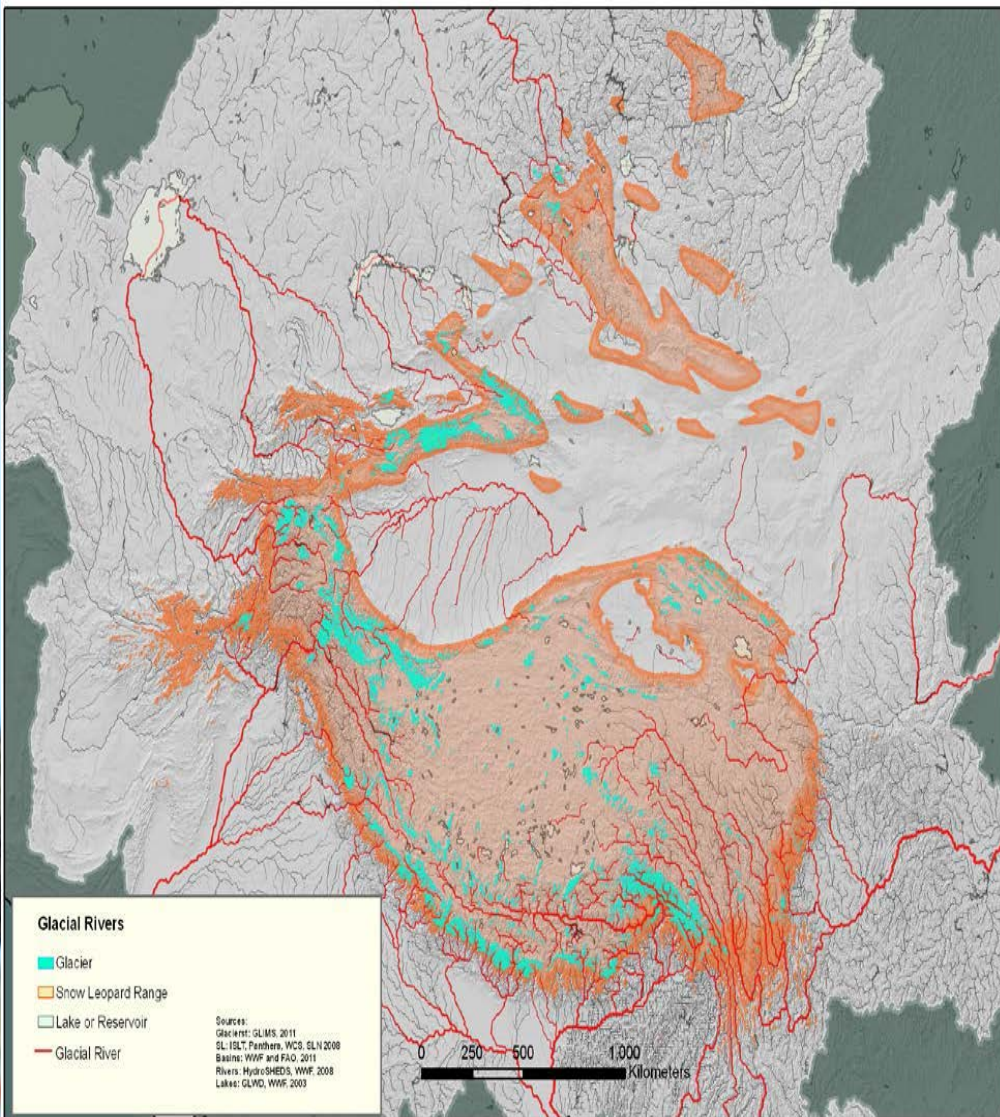 Glacial Rivers
Glacier
Snow Leopard Range
Lake or Reservoir
Glacial River
Sources:
Glacierst: GLIMS, 2011
SL: ISLT, Panthera, WCS, SLN 2008
Basins: WWF and FAO, 2011
Rivers: HydroSHEDS, WWF, 2008
Lakes: GLWD, WWF, 2003
0 250 500 1,000
Kilometers